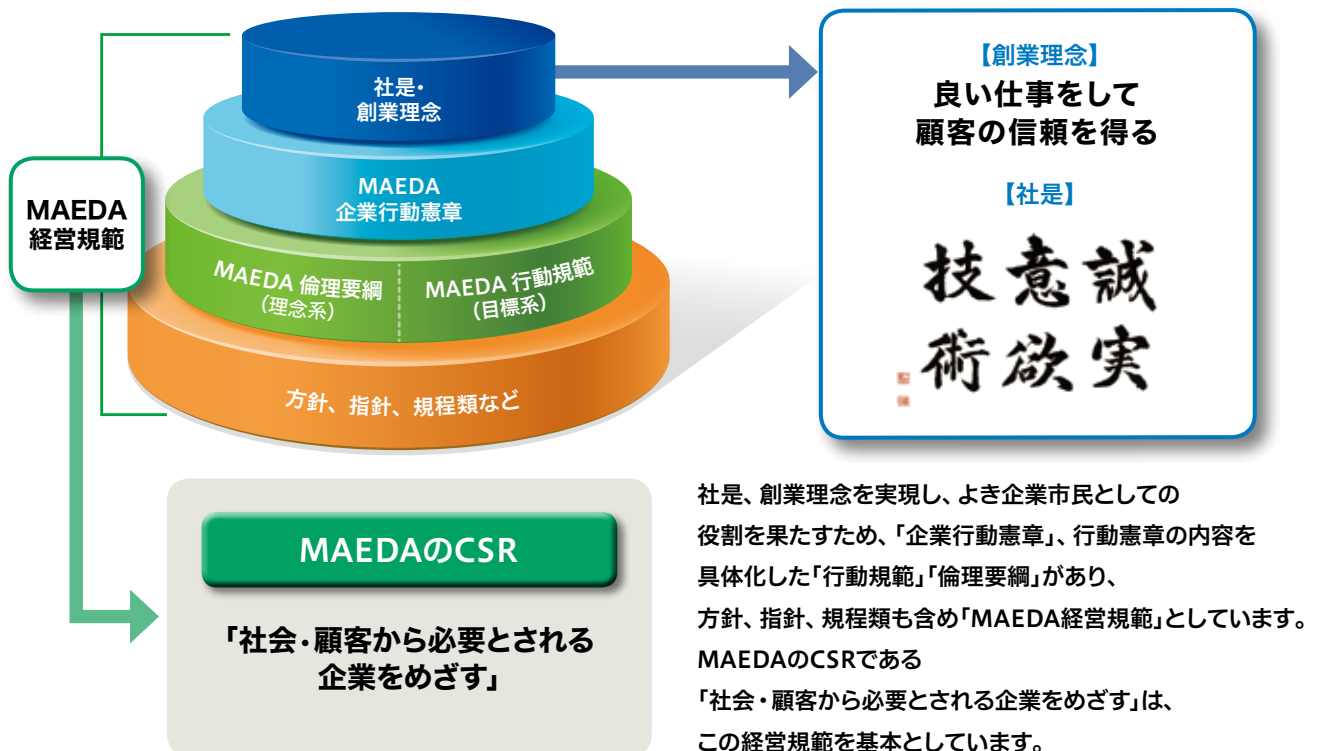 社是・
創業理念
MAEDA
企業行動憲章
MAEDA 倫理要綱
（理念系）
MAEDA 行動規範
（目標系）
方針、指針、規程類など
MAEDA
経営規範
【創業理念】
良い仕事をして
顧客の信頼を得る
【社是】
誠実
意欲
技術
MAEDAのCSR
「社会・顧客から必要とされる
企業をめざす」
社是、創業理念を実現し、よき企業市民としての
役割を果たすため、「企業行動憲章」、行動憲章の内容を
具体化した「行動規範」「倫理要綱」があり、
方針、指針、規程類も含め「MAEDA経営規範」としています。
MAEDAのCSRである
「社会・顧客から必要とされる企業をめざす」は、
この経営規範を基本としています。